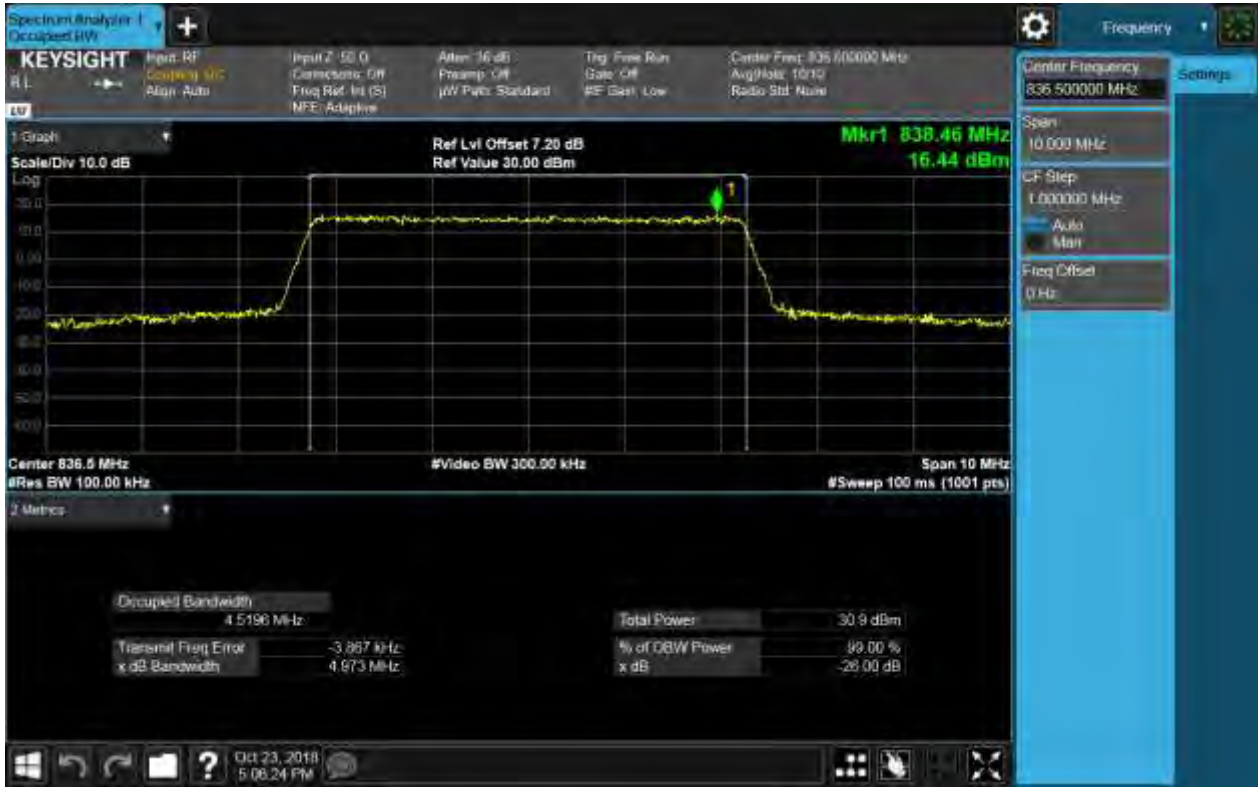 Spectrum Analyzer 1
Occupied BW
Frequency
KEYSIGHT
R L
Input: RF
Coupling: DC
Align: Auto
Input Z: 50 Ω
Corrections: Off
Freq Ref: Int (S)
NFE: Adaptive
Atten: 36 dB
Preamp: Off
µW Path: Standard
Trig: Free Run
Gate: Off
#IF Gain: Low
Center Freq: 836.500000 MHz
Avg|Hold: 10/10
Radio Std: None
Center Frequency
836.500000 MHz
Settings
Span
10.000 MHz
CF Step
1.000000 MHz
Auto
Man
Freq Offset
0 Hz
1 Graph
Scale/Div 10.0 dB
Ref Lvl Offset 7.20 dB
Ref Value 30.00 dBm
Mkr1 838.46 MHz
16.44 dBm
Log
1
Center 836.5 MHz
#Res BW 100.00 kHz
#Video BW 300.00 kHz
Span 10 MHz
#Sweep 100 ms (1001 pts)
2 Metrics
Occupied Bandwidth
4.5196 MHz
Total Power 30.9 dBm
Transmit Freq Error -3.867 kHz
% of OBW Power 99.00 %
x dB Bandwidth 4.973 MHz
x dB -26.00 dB
Oct 23, 2018
5:06:24 PM